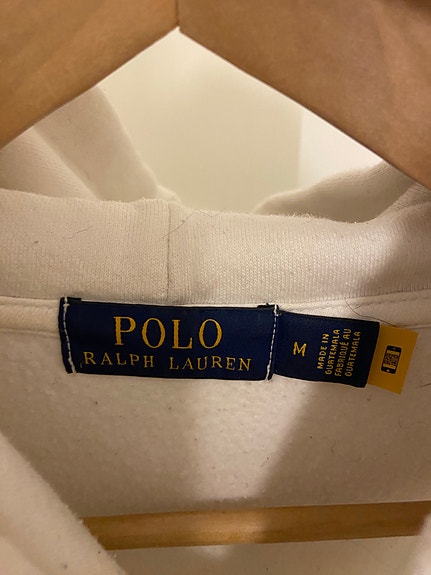 POLO
RALPH LAUREN
M
MADE IN
GUATEMALA
FABRIQUÉ AU
GUATEMALA